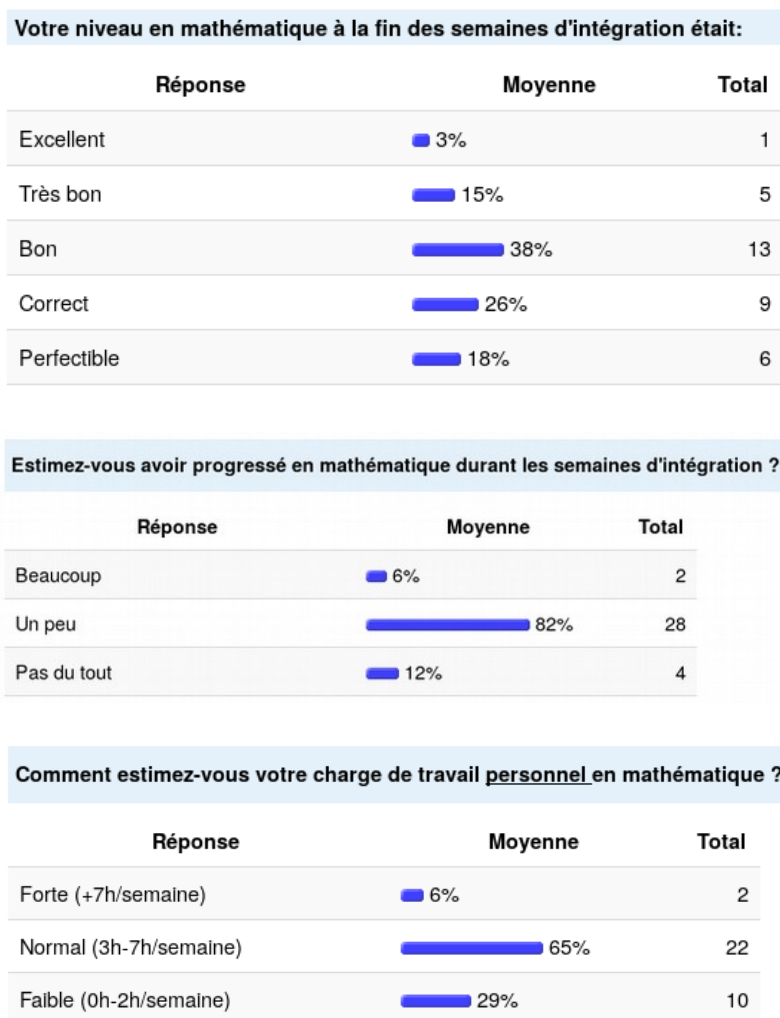 Votre niveau en mathématique à la fin des semaines d'intégration était:
Réponse Moyenne Total
Excellent 3% 1
Très bon 15% 5
Bon 38% 13
Correct 26% 9
Perfectible 18% 6
Estimez-vous avoir progressé en mathématique durant les semaines d'intégration ?
Réponse Moyenne Total
Beaucoup 6% 2
Un peu 82% 28
Pas du tout 12% 4
Comment estimez-vous votre charge de travail personnel en mathématique ?
Réponse Moyenne Total
Forte (+7h/semaine) 6% 2
Normal (3h-7h/semaine) 65% 22
Faible (0h-2h/semaine) 29% 10